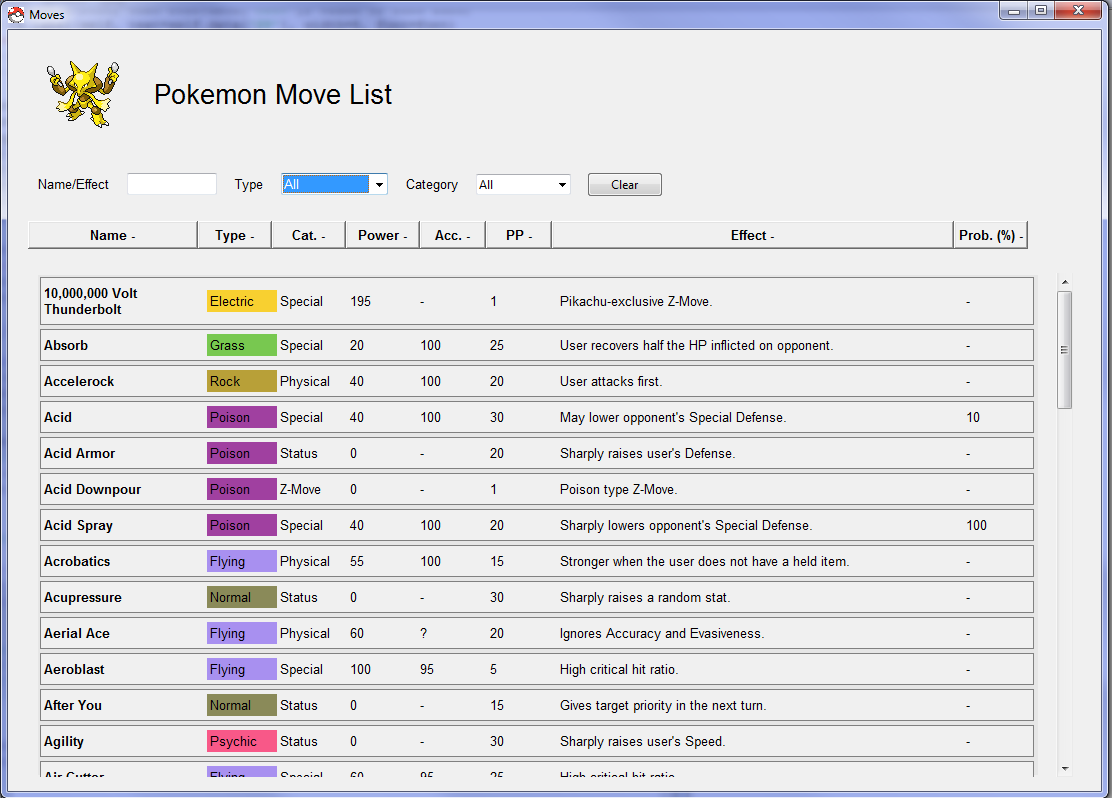 Moves
Pokemon Move List
Name/Effect Type All Category All Clear
Name - Type - Cat. - Power - Acc. - PP - Effect - Prob. (%) -
10,000,000 Volt
Thunderbolt Electric Special 195 - 1 Pikachu-exclusive Z-Move. -
Absorb Grass Special 20 100 25 User recovers half the HP inflicted on opponent. -
Accelerock Rock Physical 40 100 20 User attacks first. -
Acid Poison Special 40 100 30 May lower opponent's Special Defense. 10
Acid Armor Poison Status 0 - 20 Sharply raises user's Defense. -
Acid Downpour Poison Z-Move 0 - 1 Poison type Z-Move. -
Acid Spray Poison Special 40 100 20 Sharply lowers opponent's Special Defense. 100
Acrobatics Flying Physical 55 100 15 Stronger when the user does not have a held item. -
Acupressure Normal Status 0 - 30 Sharply raises a random stat. -
Aerial Ace Flying Physical 60 ? 20 Ignores Accuracy and Evasiveness. -
Aeroblast Flying Special 100 95 5 High critical hit ratio. -
After You Normal Status 0 - 15 Gives target priority in the next turn. -
Agility Psychic Status 0 - 30 Sharply raises user's Speed. -
Air Cutter Flying Special 60 95 25 High critical hit ratio. -